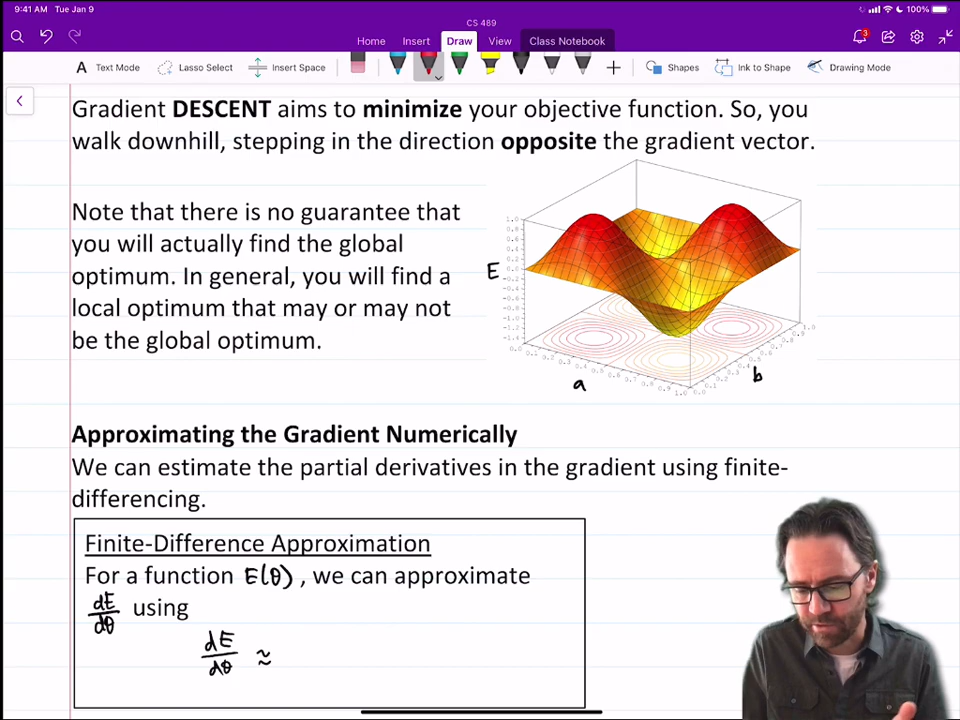 9:41 AM Tue Jan 9
100%
CS 489
Home Insert Draw View Class Notebook
3
A Text Mode Lasso Select Insert Space Shapes Ink to Shape Drawing Mode
Gradient DESCENT aims to minimize your objective function. So, you
walk downhill, stepping in the direction opposite the gradient vector.
Note that there is no guarantee that
you will actually find the global
optimum. In general, you will find a
local optimum that may or may not
be the global optimum.
E
a
b
Approximating the Gradient Numerically
We can estimate the partial derivatives in the gradient using finite-
differencing.
Finite-Difference Approximation
For a function E(θ), we can approximate
dE/dθ using
dE/dθ ≈